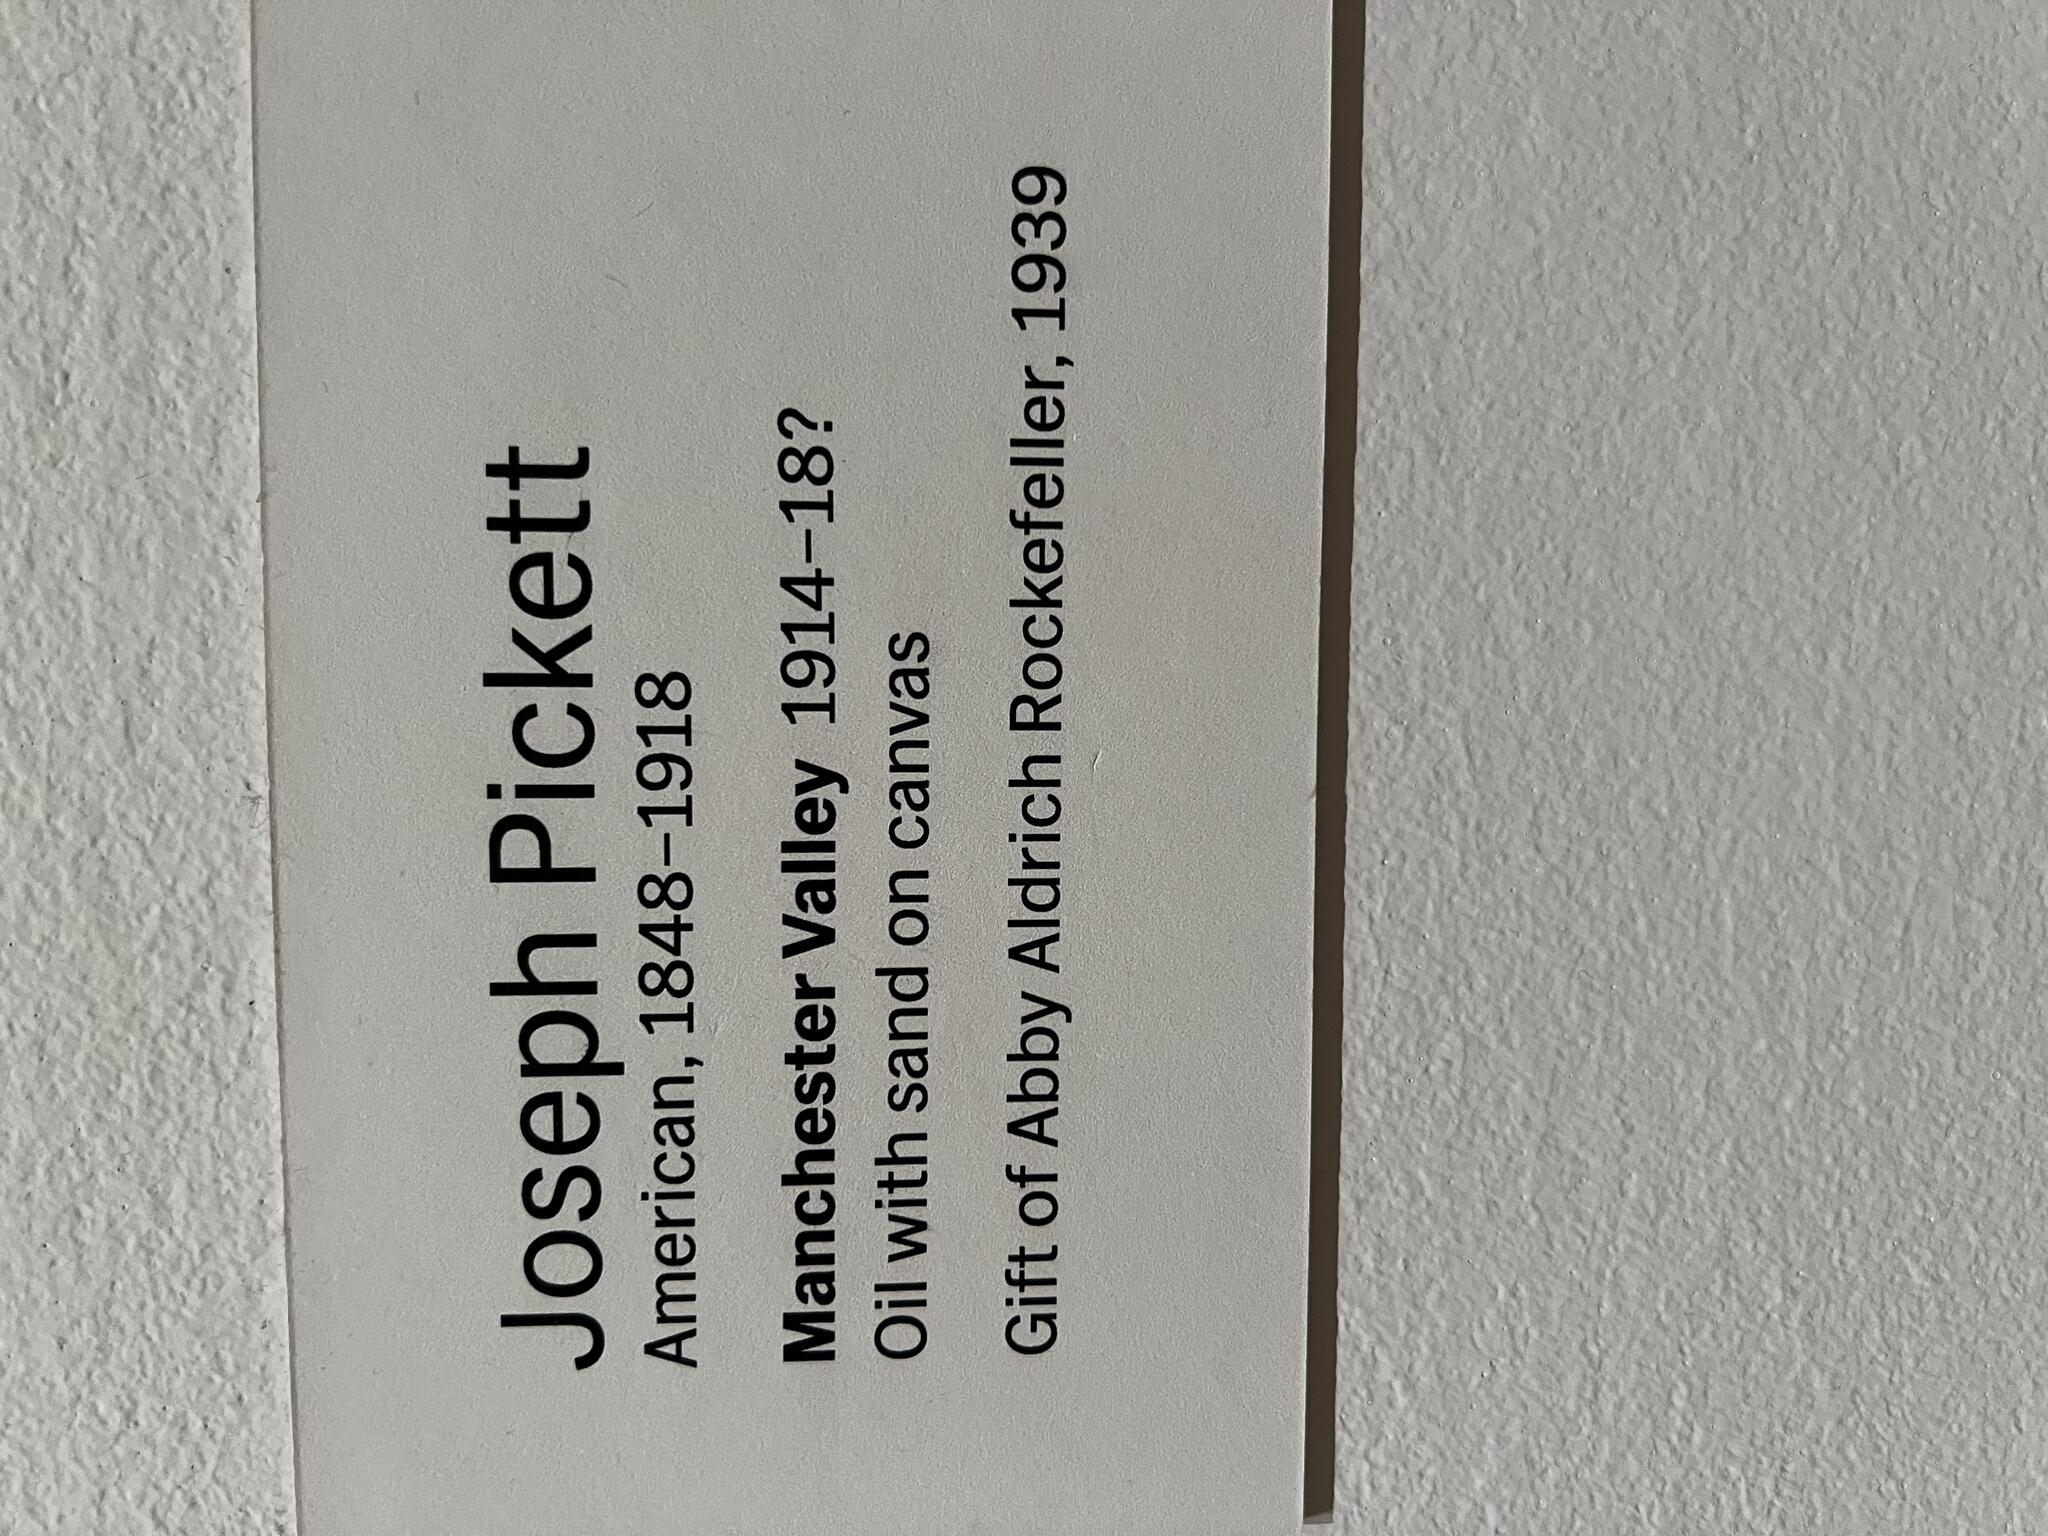 Joseph Pickett
American, 1848–1918
Manchester Valley 1914–18?
Oil with sand on canvas
Gift of Abby Aldrich Rockefeller, 1939